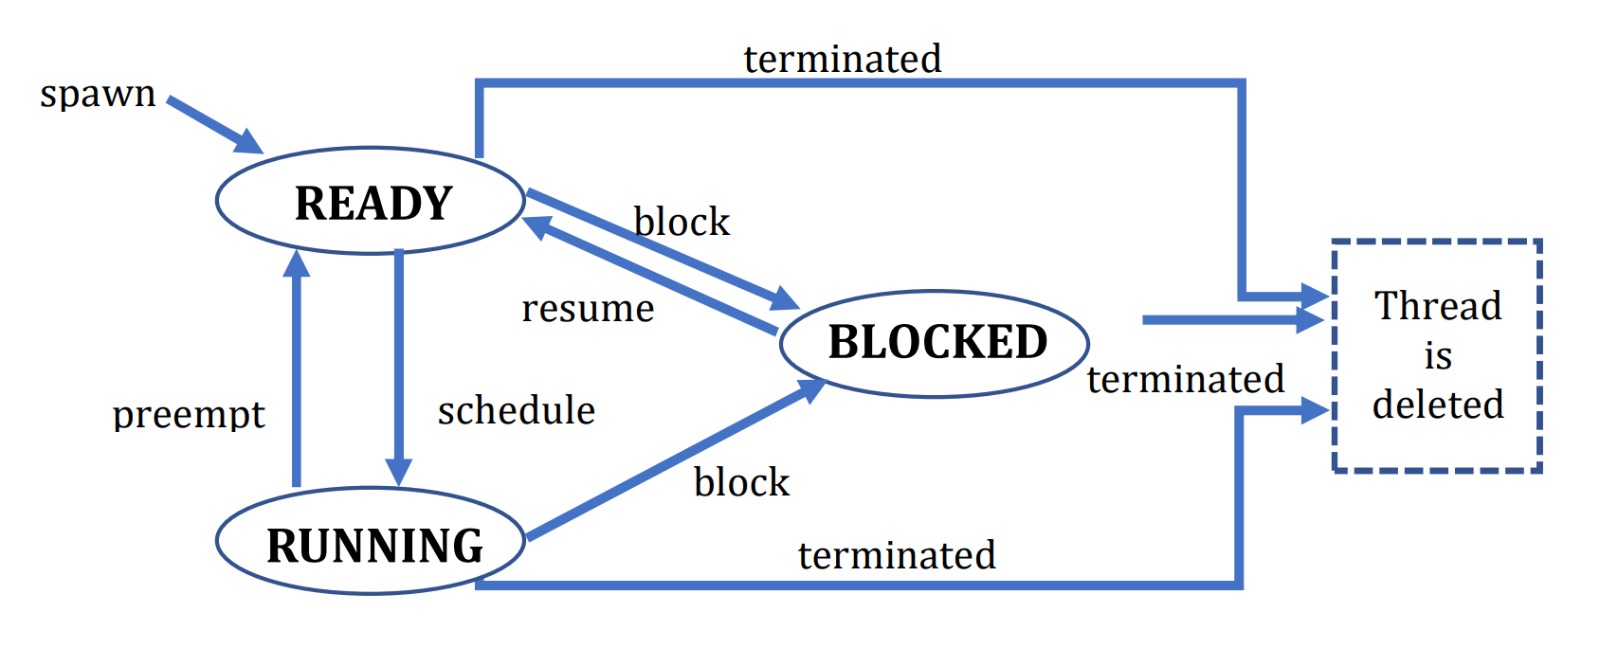 terminated
spawn
READY
block
resume
BLOCKED
Thread
is
deleted
terminated
preempt
schedule
block
RUNNING
terminated